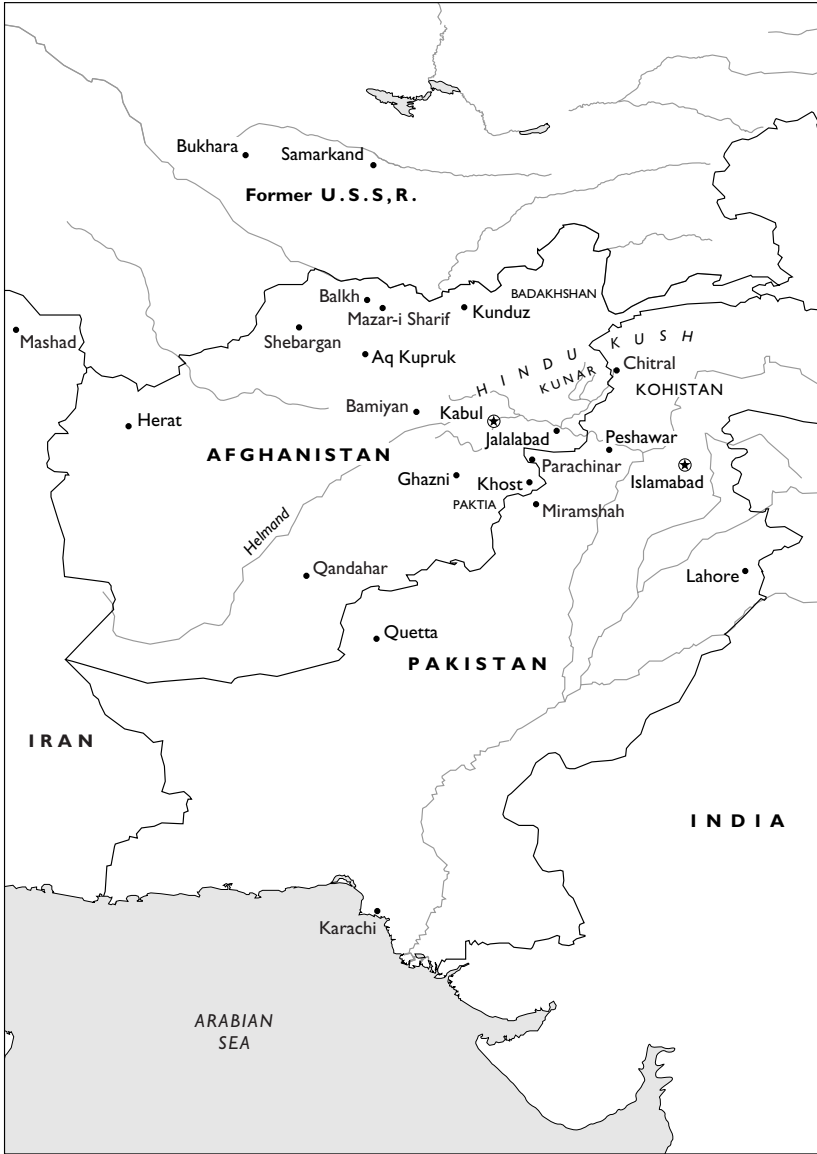 Bukhara
Samarkand
Former U.S.S,R.
Balkh
BADAKHSHAN
Mazar-i Sharif
Kunduz
Mashad
Shebargan
Aq Kupruk
HINDU KUSH
Chitral
KUNAR
KOHISTAN
Bamiyan
Kabul
Herat
Jalalabad
Peshawar
AFGHANISTAN
Parachinar
Ghazni
Khost
Islamabad
PAKTIA
Miramshah
Helmand
Qandahar
Lahore
Quetta
PAKISTAN
IRAN
INDIA
Karachi
ARABIAN
SEA